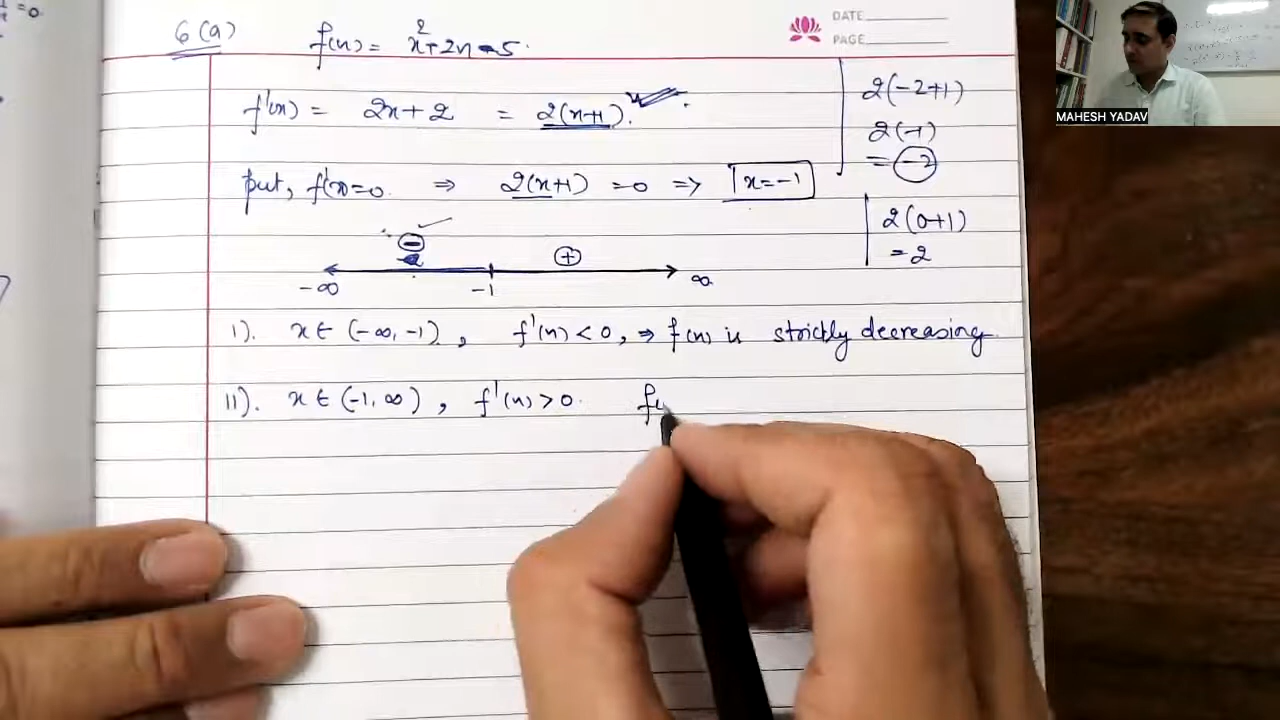 =0
6(a) f(x) = x²+2x-5.
DATE
PAGE
f'(x) = 2x+2 = 2(x+1).
2(-2+1)
2(-1)
= -2
put, f'(x)=0. ⇒ 2(x+1) =0 => x=-1
2(0+1)
= 2
− +
-∞ -1 ∞
I). x ∈ (-∞, -1), f'(x) < 0, ⇒ f(x) is strictly decreasing.
II). x ∈ (-1, ∞), f'(x) > 0. f(
MAHESH YADAV